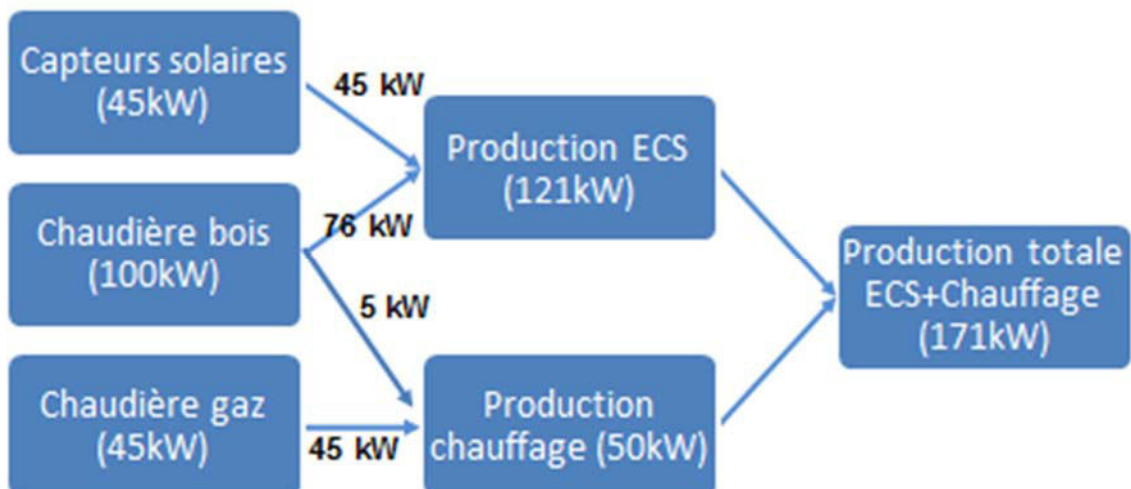 Capteurs solaires
(45kW)
45 kW
Production ECS
(121kW)
Chaudière bois
(100kW)
76 kW
5 kW
Production totale
ECS+Chauffage
(171kW)
Chaudière gaz
(45kW)
45 kW
Production
chauffage (50kW)